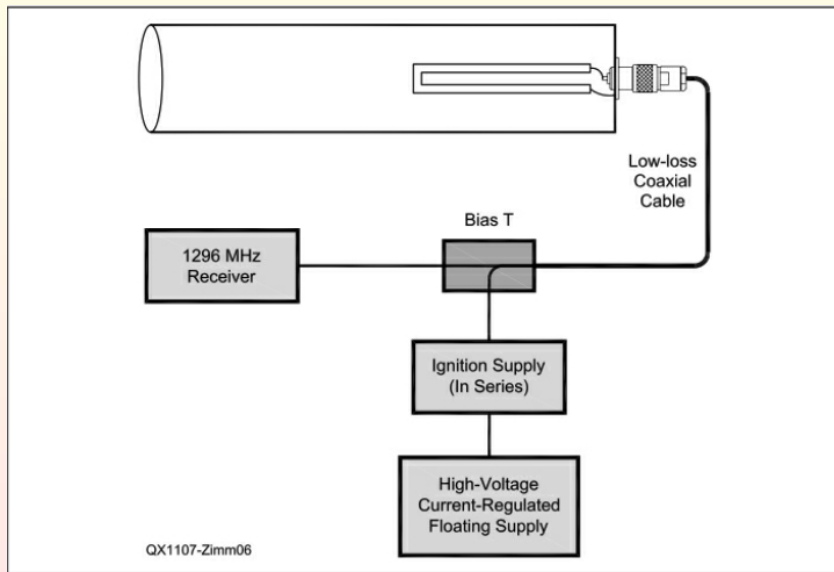 Low-loss
Coaxial
Cable
Bias T
1296 MHz
Receiver
Ignition Supply
(In Series)
High-Voltage
Current-Regulated
Floating Supply
QX1107-Zimm06